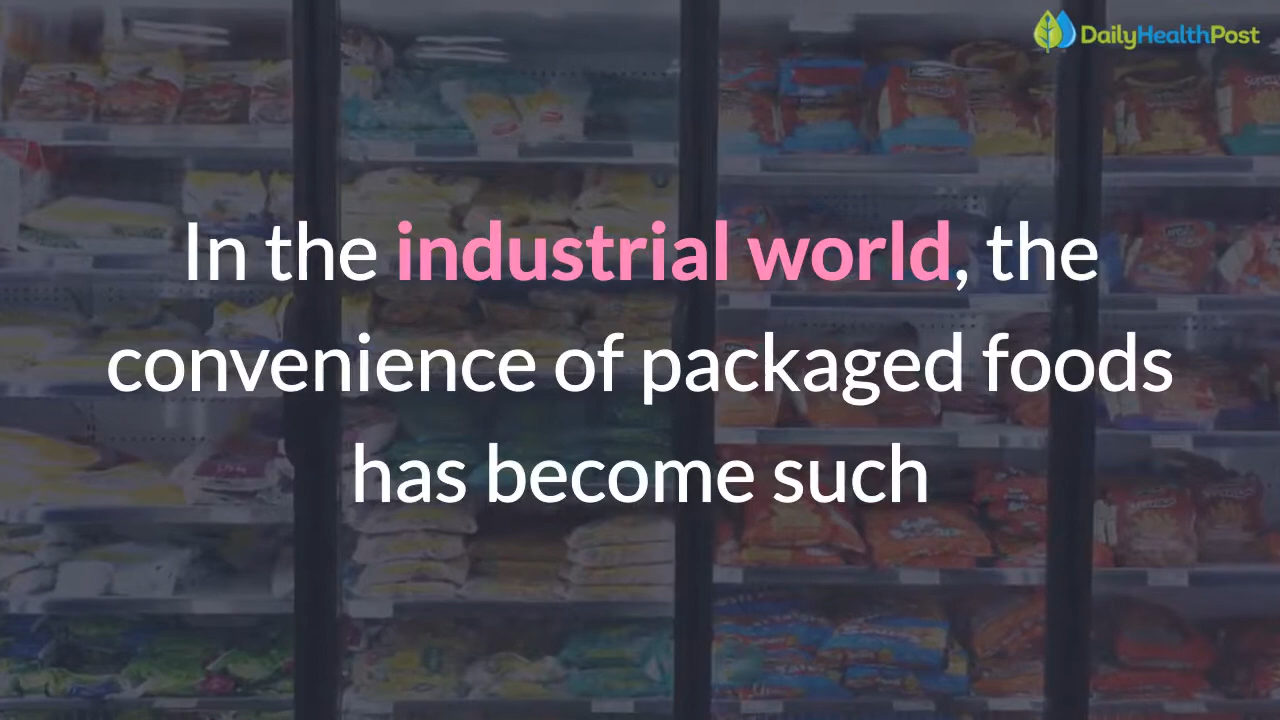 DailyHealthPost
In the industrial world, the
convenience of packaged foods
has become such